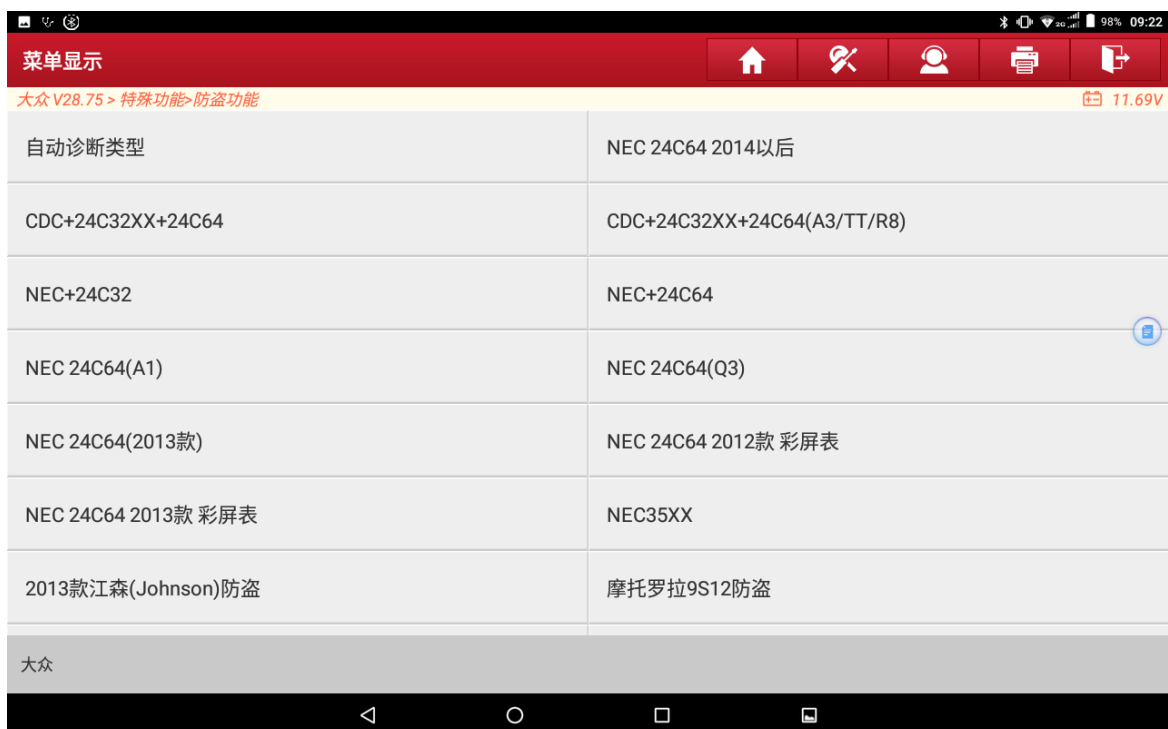 2G 98% 09:22
菜单显示
大众 V28.75 > 特殊功能>防盗功能 11.69V
自动诊断类型 NEC 24C64 2014以后
CDC+24C32XX+24C64 CDC+24C32XX+24C64(A3/TT/R8)
NEC+24C32 NEC+24C64
NEC 24C64(A1) NEC 24C64(Q3)
NEC 24C64(2013款) NEC 24C64 2012款 彩屏表
NEC 24C64 2013款 彩屏表 NEC35XX
2013款江森(Johnson)防盗 摩托罗拉9S12防盗
大众